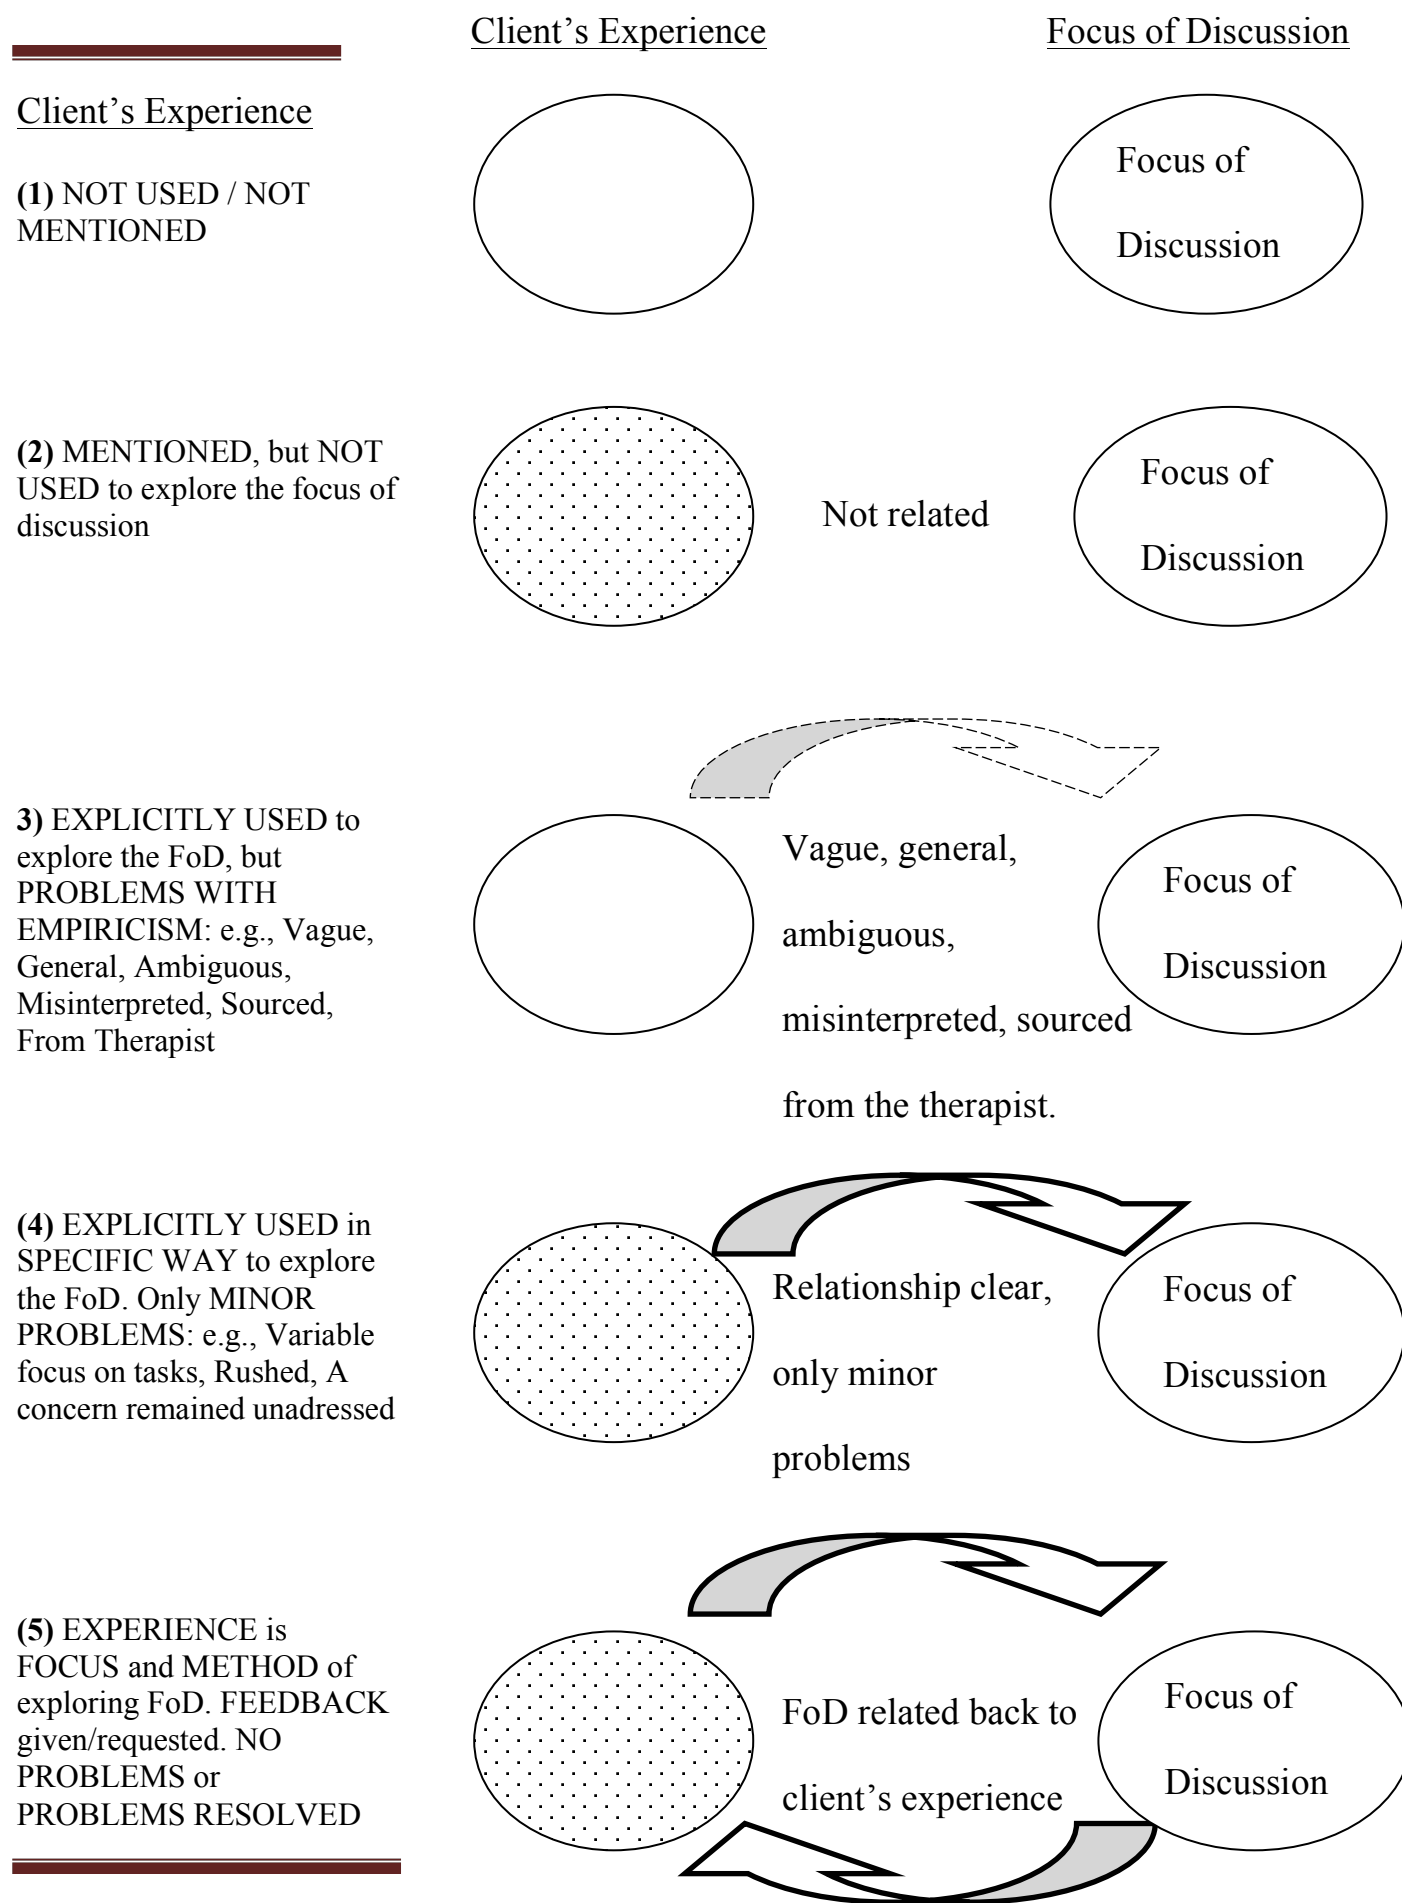 Client’s Experience
Focus of Discussion
Client’s Experience
(1) NOT USED / NOT
MENTIONED
Focus of
Discussion
(2) MENTIONED, but NOT
USED to explore the focus of
discussion
Not related
Focus of
Discussion
3) EXPLICITLY USED to
explore the FoD, but
PROBLEMS WITH
EMPIRICISM: e.g., Vague,
General, Ambiguous,
Misinterpreted, Sourced,
From Therapist
Vague, general,
ambiguous,
misinterpreted, sourced
from the therapist.
Focus of
Discussion
(4) EXPLICITLY USED in
SPECIFIC WAY to explore
the FoD. Only MINOR
PROBLEMS: e.g., Variable
focus on tasks, Rushed, A
concern remained unadressed
Relationship clear,
only minor
problems
Focus of
Discussion
(5) EXPERIENCE is
FOCUS and METHOD of
exploring FoD. FEEDBACK
given/requested. NO
PROBLEMS or
PROBLEMS RESOLVED
FoD related back to
client’s experience
Focus of
Discussion